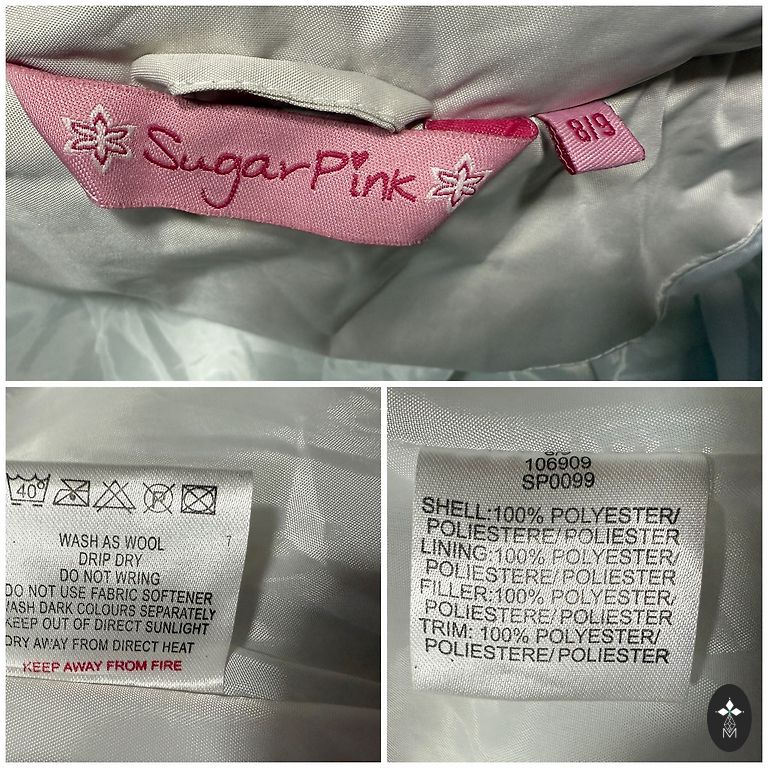 SugarPink
8/9
40°
WASH AS WOOL
DRIP DRY
DO NOT WRING
DO NOT USE FABRIC SOFTENER
WASH DARK COLOURS SEPARATELY
KEEP OUT OF DIRECT SUNLIGHT
DRY AWAY FROM DIRECT HEAT
KEEP AWAY FROM FIRE
106909
SP0099
SHELL:100% POLYESTER/
POLIESTERE/ POLIESTER
LINING:100% POLYESTER/
POLIESTERE/ POLIESTER
FILLER:100% POLYESTER/
POLIESTERE/ POLIESTER
TRIM: 100% POLYESTER/
POLIESTERE/ POLIESTER
M